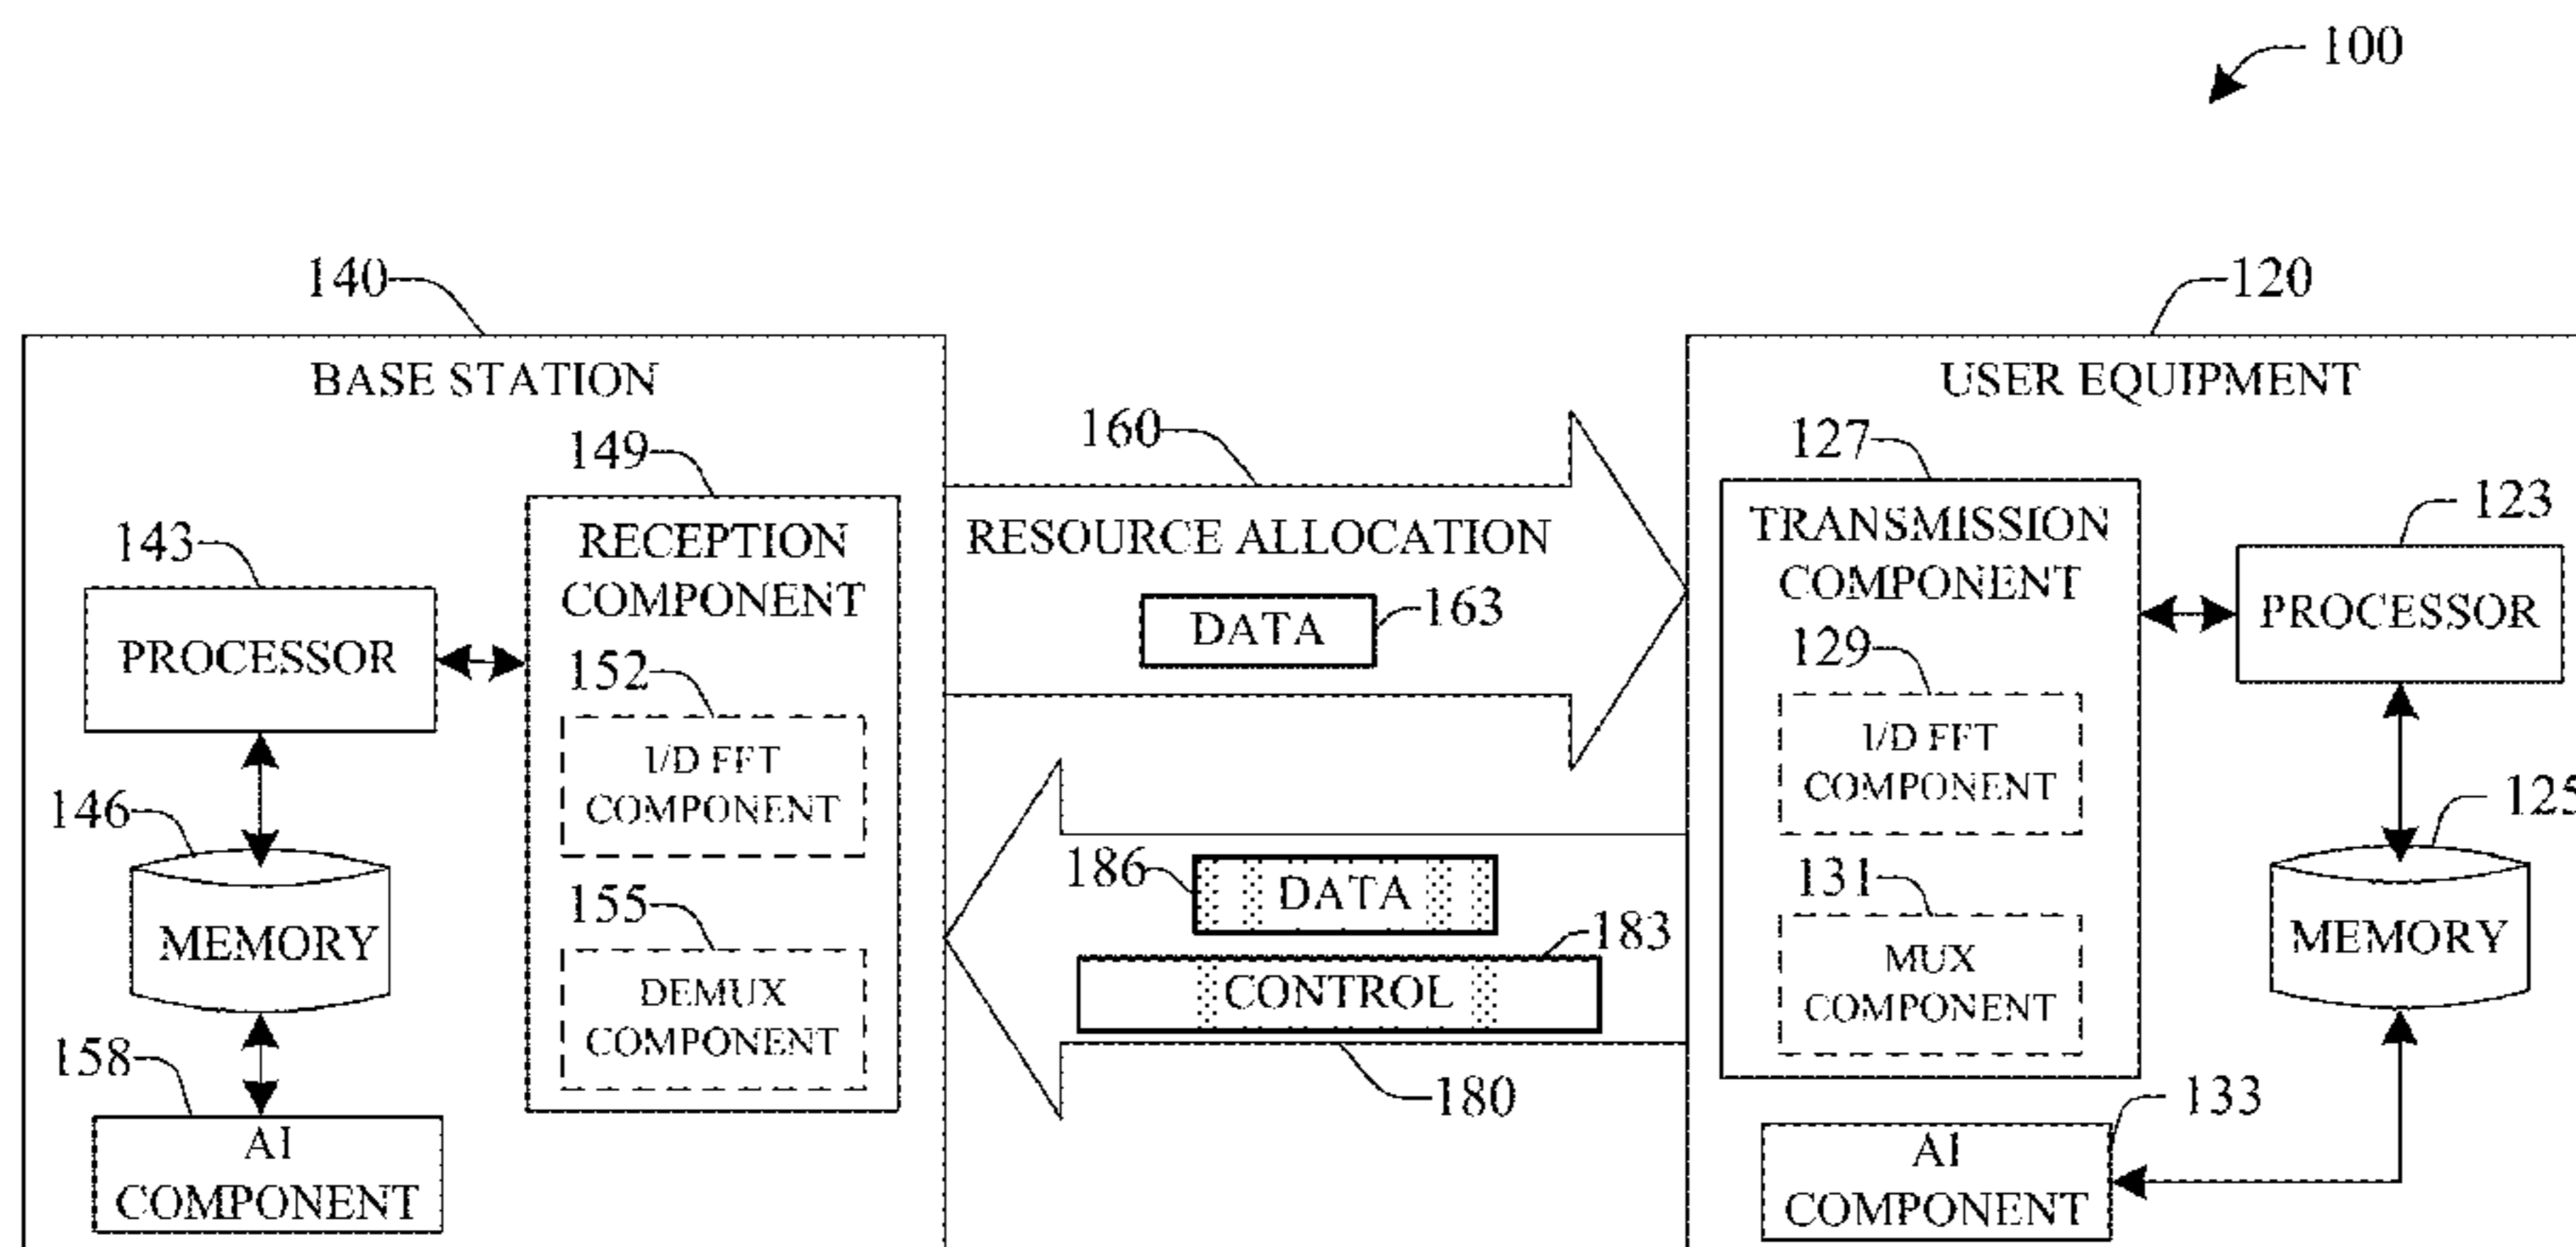 100
140
120
BASE STATION
USER EQUIPMENT
149
160
127
143
RECEPTION
COMPONENT
RESOURCE ALLOCATION
TRANSMISSION
COMPONENT
123
PROCESSOR
DATA
163
PROCESSOR
152
129
I/D FFT
COMPONENT
I/D FFT
COMPONENT
146
186
DATA
125
155
131
MEMORY
183
MEMORY
DEMUX
COMPONENT
CONTROL
MUX
COMPONENT
158
180
133
AI
COMPONENT
AI
COMPONENT